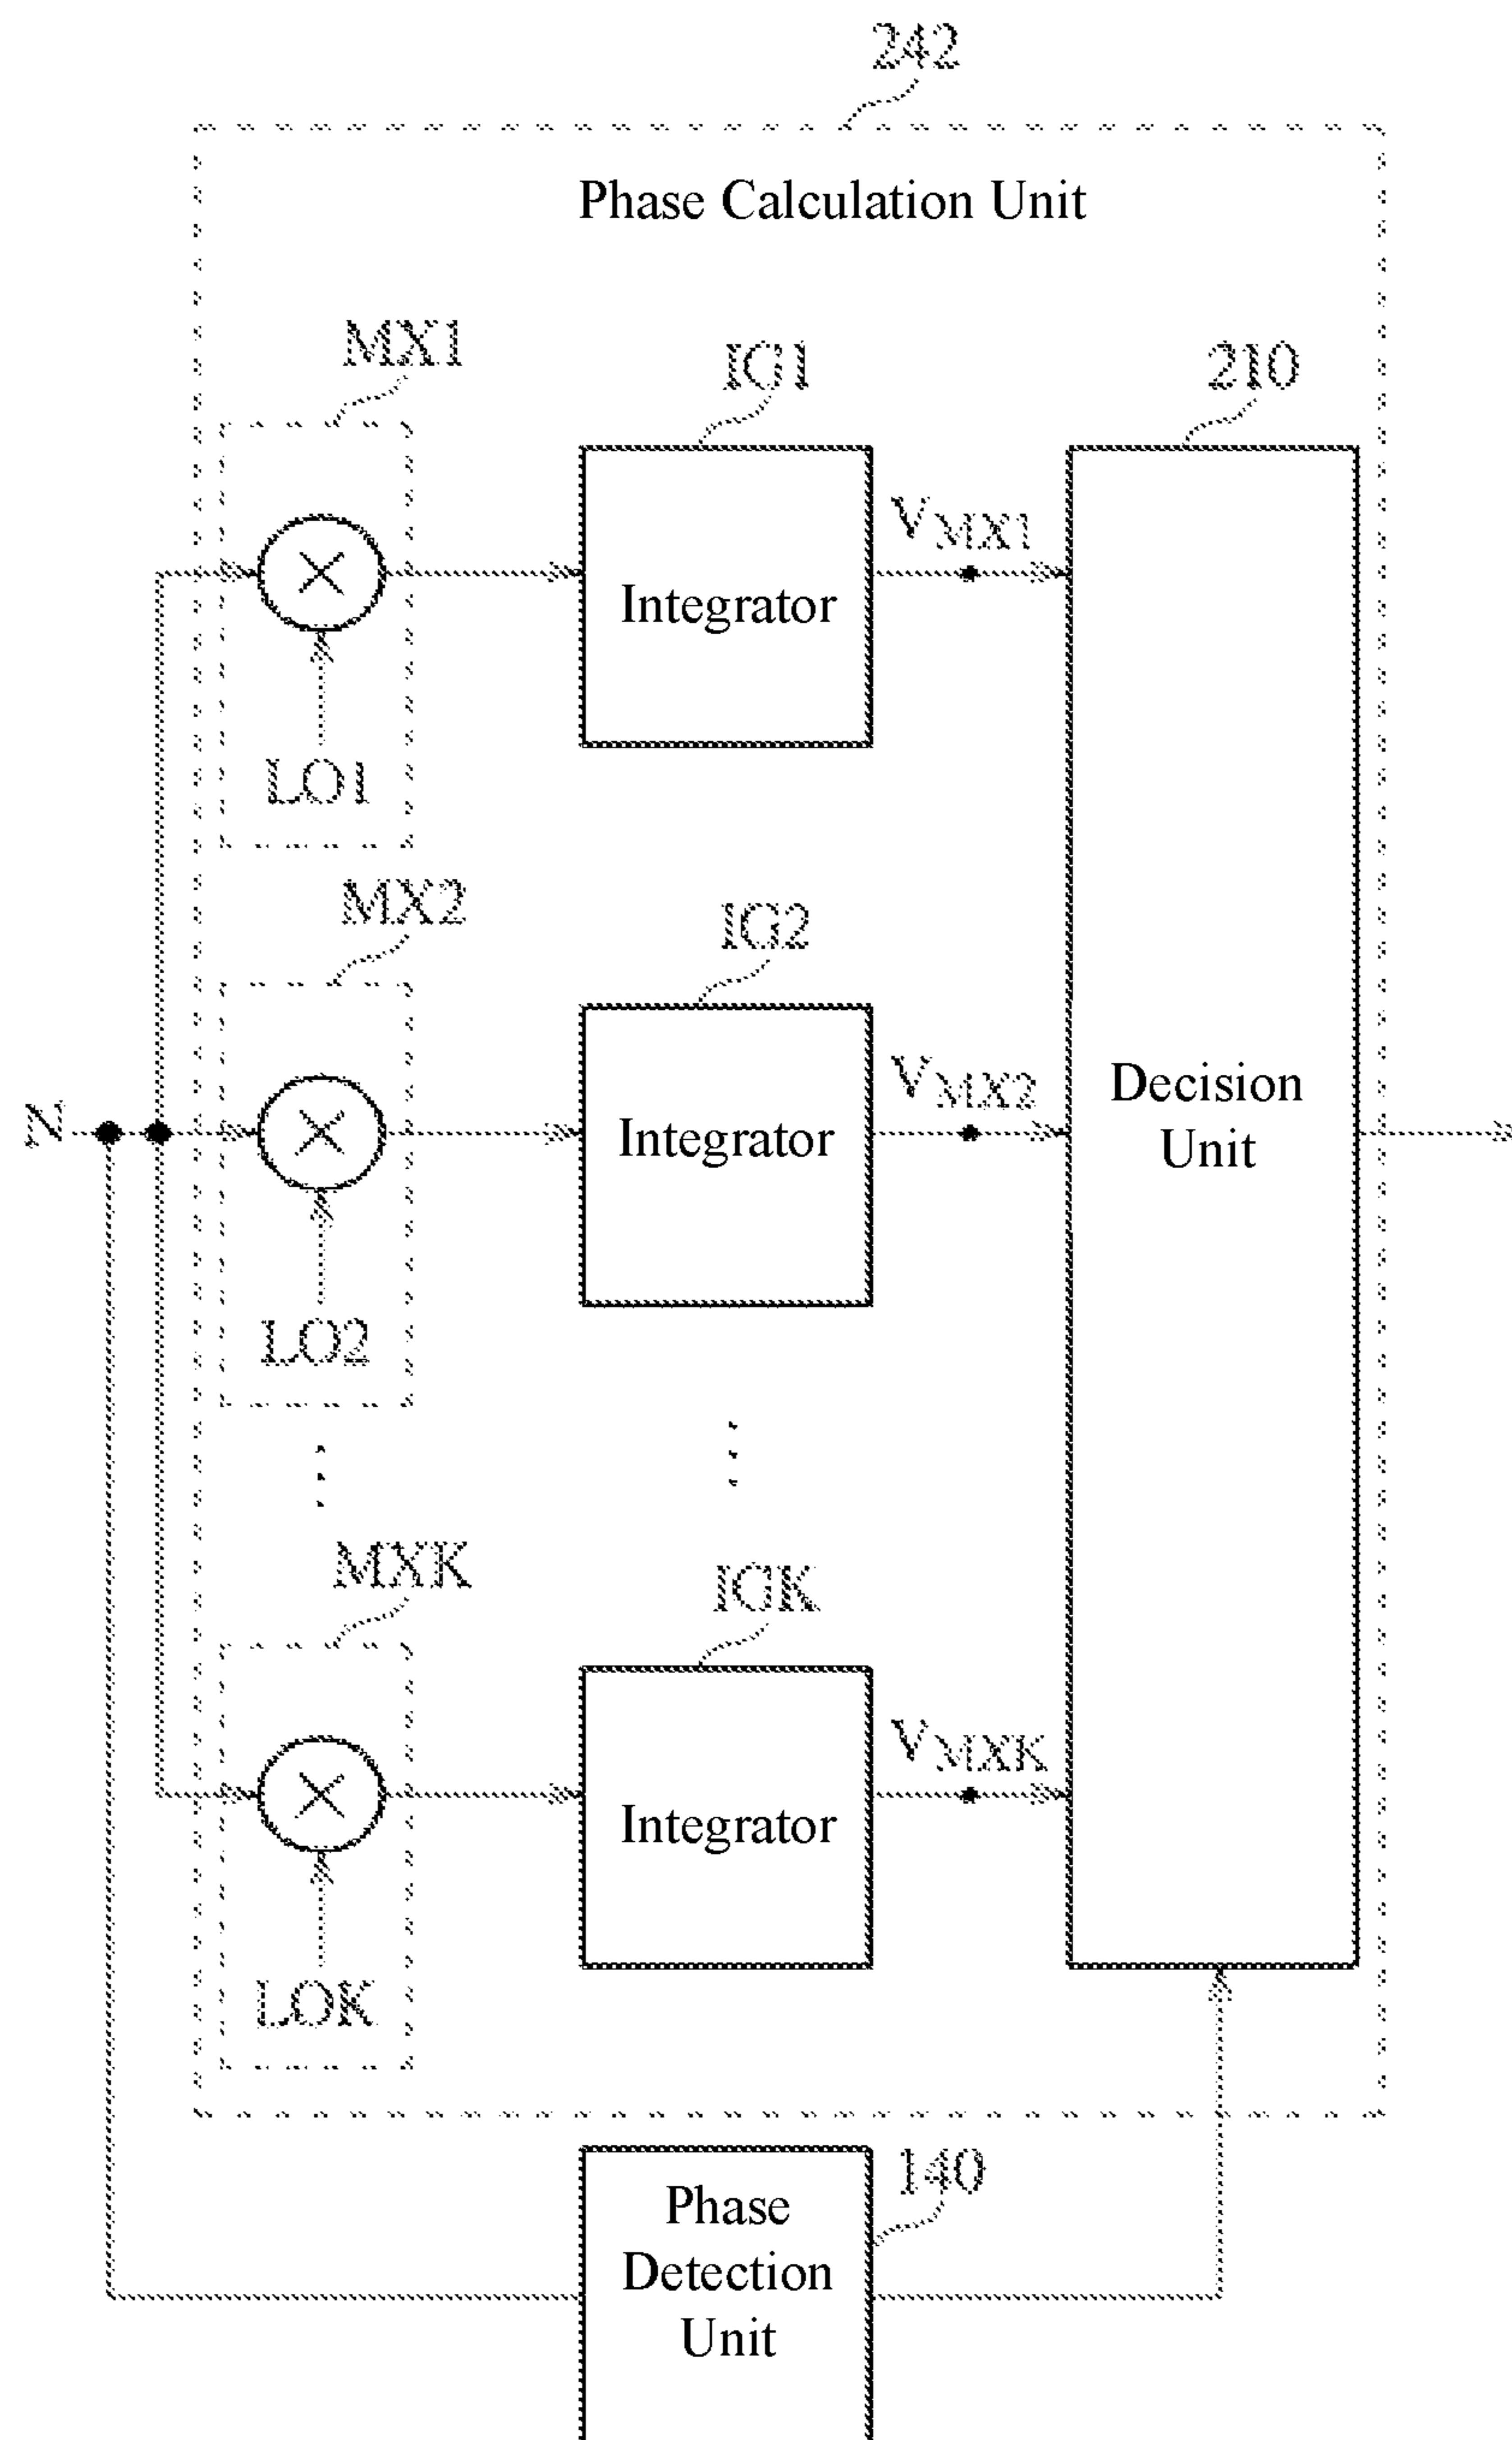 242
Phase Calculation Unit
MX1
IG1
210
VMX1
Integrator
LO1
MX2
IG2
VMX2
Decision
Unit
N
Integrator
LO2
MXK
IGK
VMXK
Integrator
LOK
140
Phase
Detection
Unit